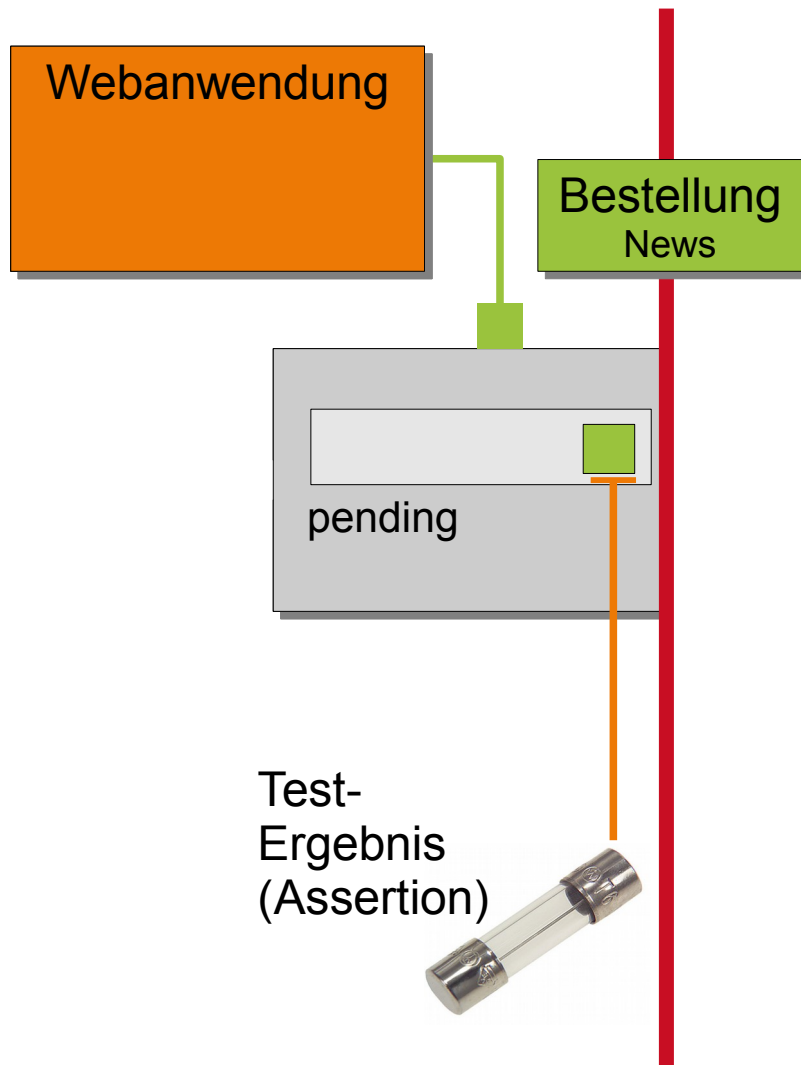 Webanwendung
Bestellung
News
pending
Test-
Ergebnis
(Assertion)